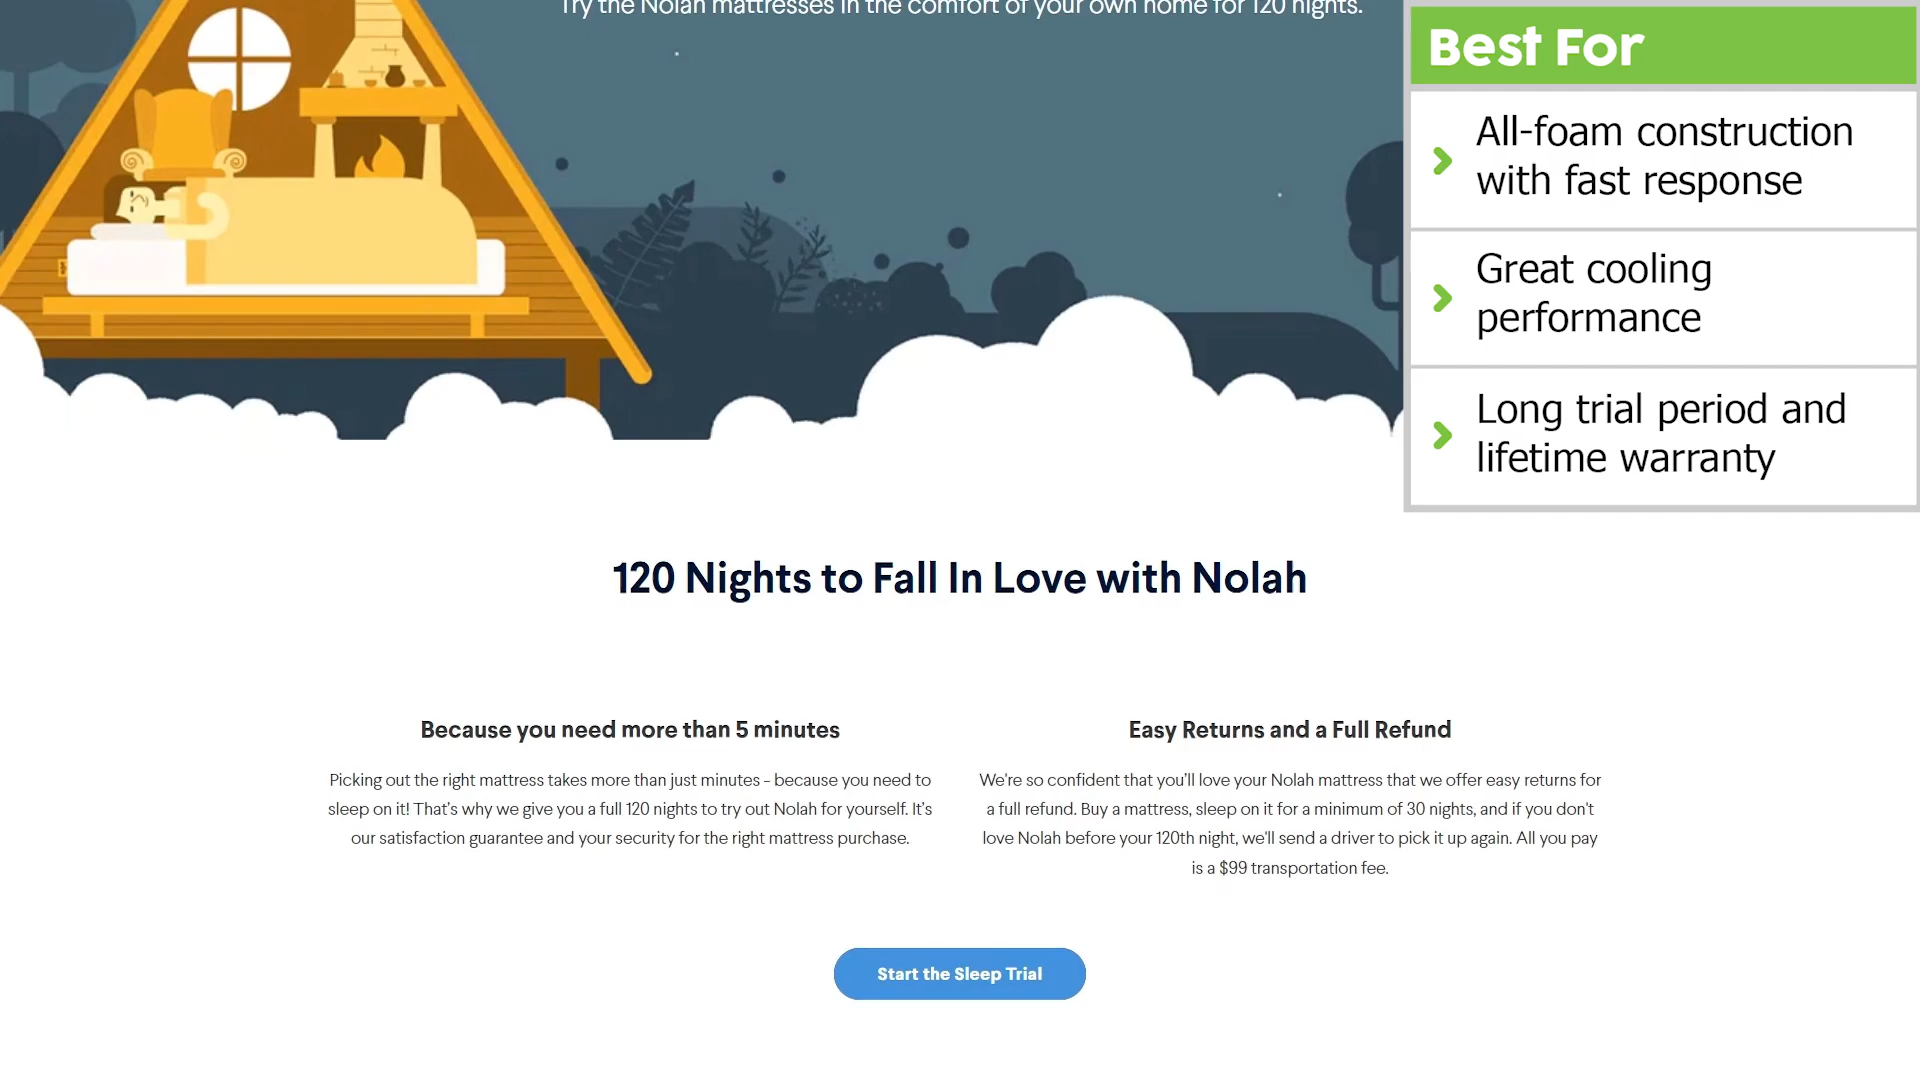 Try the Nolah mattresses in the comfort of your own home for 120 nights.
Best For
All-foam construction
with fast response
Great cooling
performance
Long trial period and
lifetime warranty
120 Nights to Fall In Love with Nolah
Because you need more than 5 minutes
Picking out the right mattress takes more than just minutes - because you need to
sleep on it! That's why we give you a full 120 nights to try out Nolah for yourself. It's
our satisfaction guarantee and your security for the right mattress purchase.
Easy Returns and a Full Refund
We're so confident that you'll love your Nolah mattress that we offer easy returns for
a full refund. Buy a mattress, sleep on it for a minimum of 30 nights, and if you don't
love Nolah before your 120th night, we'll send a driver to pick it up again. All you pay
is a $99 transportation fee.
Start the Sleep Trial